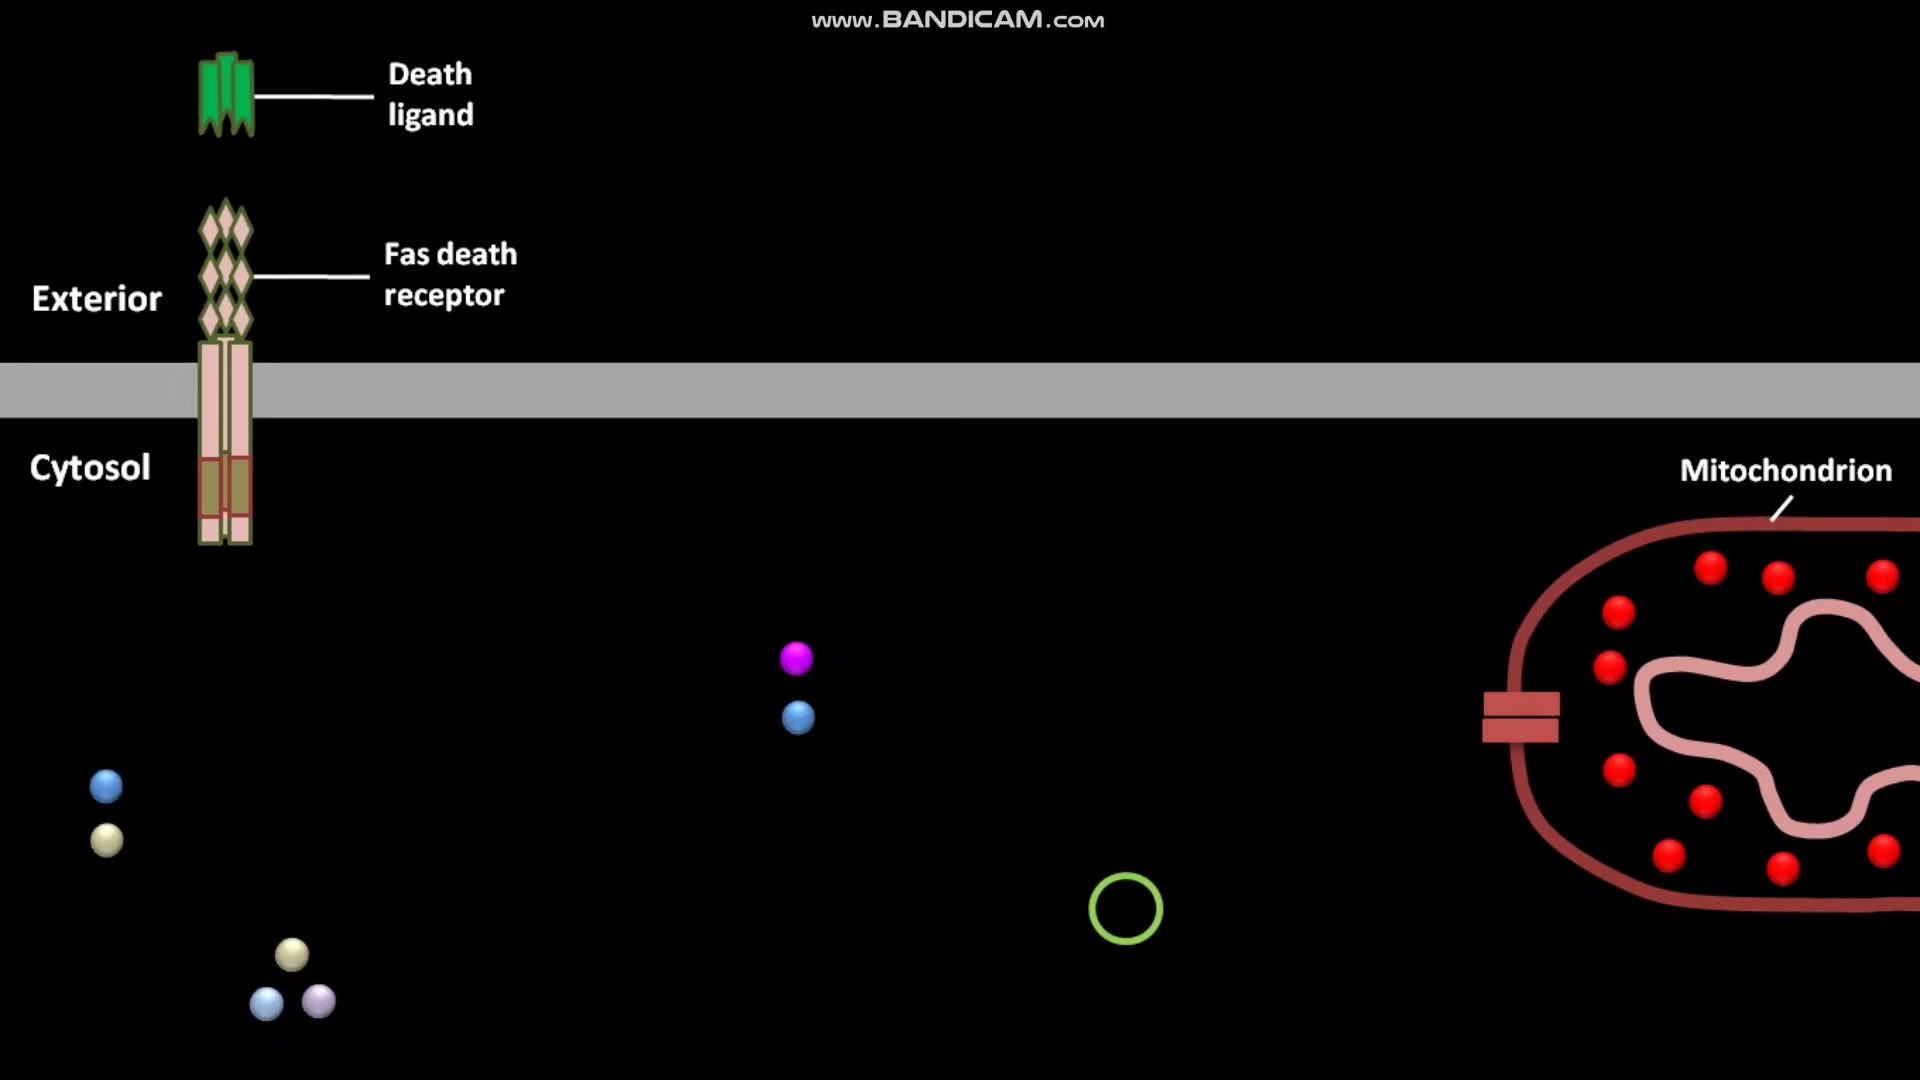 www.BANDICAM.com
Death
ligand
Fas death
receptor
Exterior
Cytosol
Mitochondrion